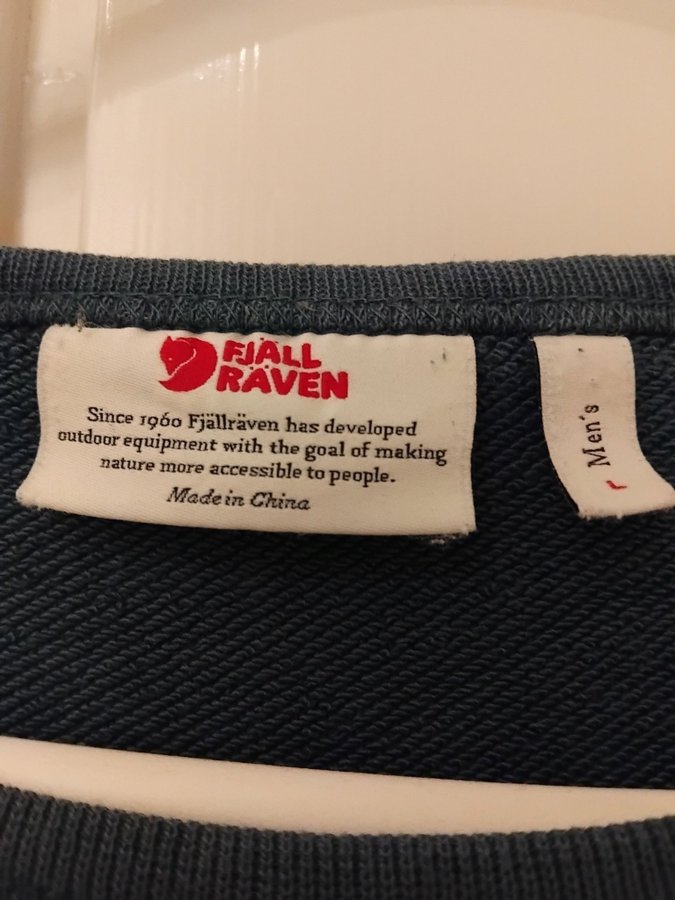 FJÄLL
RÄVEN
Since 1960 Fjällräven has developed
outdoor equipment with the goal of making
nature more accessible to people.
Made in China
Men's